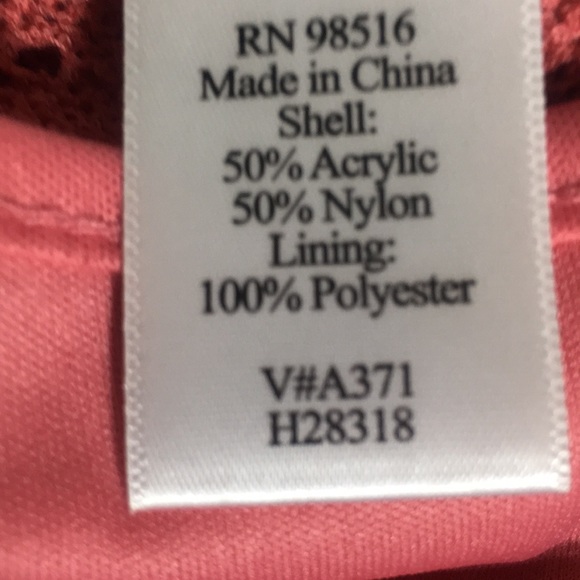 RN 98516
Made in China
Shell:
50% Acrylic
50% Nylon
Lining:
100% Polyester
V#A371
H28318